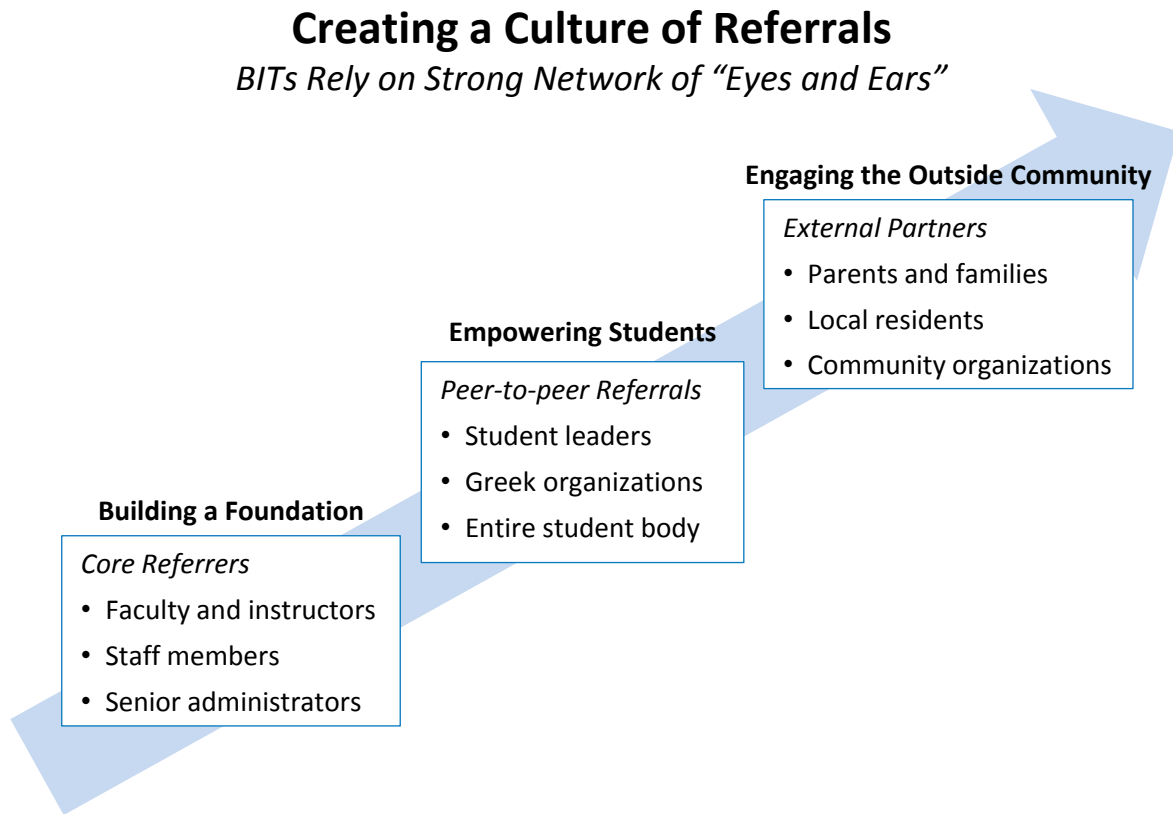 Creating a Culture of Referrals
BITs Rely on Strong Network of “Eyes and Ears”
Engaging the Outside Community
External Partners
• Parents and families
• Local residents
• Community organizations
Empowering Students
Peer-to-peer Referrals
• Student leaders
• Greek organizations
• Entire student body
Building a Foundation
Core Referrers
• Faculty and instructors
• Staff members
• Senior administrators